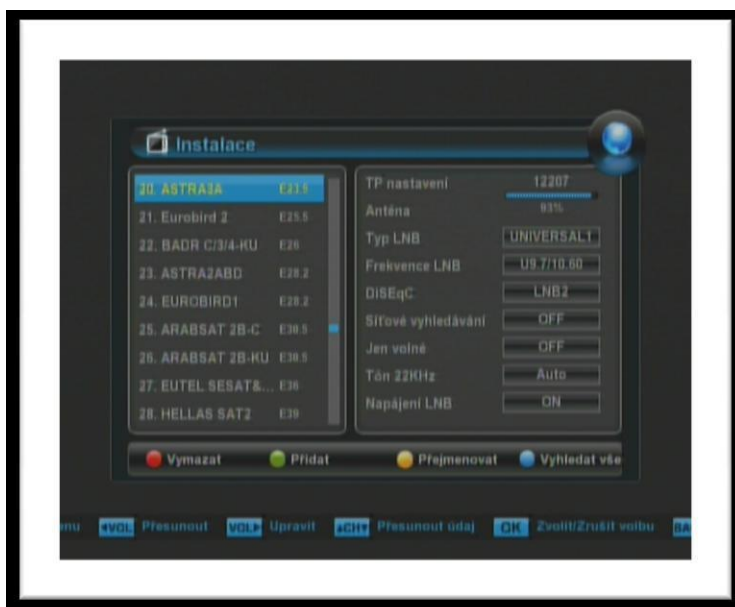 Instalace
20. ASTRA3A E23.5
21. Eurobird 2 E25.5
22. BADR C/3/4-KU E26
23. ASTRA2ABD E28.2
24. EUROBIRD1 E28.2
25. ARABSAT 2B-C E30.5
26. ARABSAT 2B-KU E30.5
27. EUTEL SESAT&... E36
28. HELLAS SAT2 E39
TP nastavení 12207
Anténa 93%
Typ LNB UNIVERSAL1
Frekvence LNB U9.7/10.60
DISEqC LNB2
Síťové vyhledávání OFF
Jen volné OFF
Tón 22KHz Auto
Napájení LNB ON
Vymazat Přidat Přejmenovat Vyhledat vše
enu ◄VOL Přesunout VOL► Upravit ▲CH▼ Přesunout údaj OK Zvolit/Zrušit volbu BA